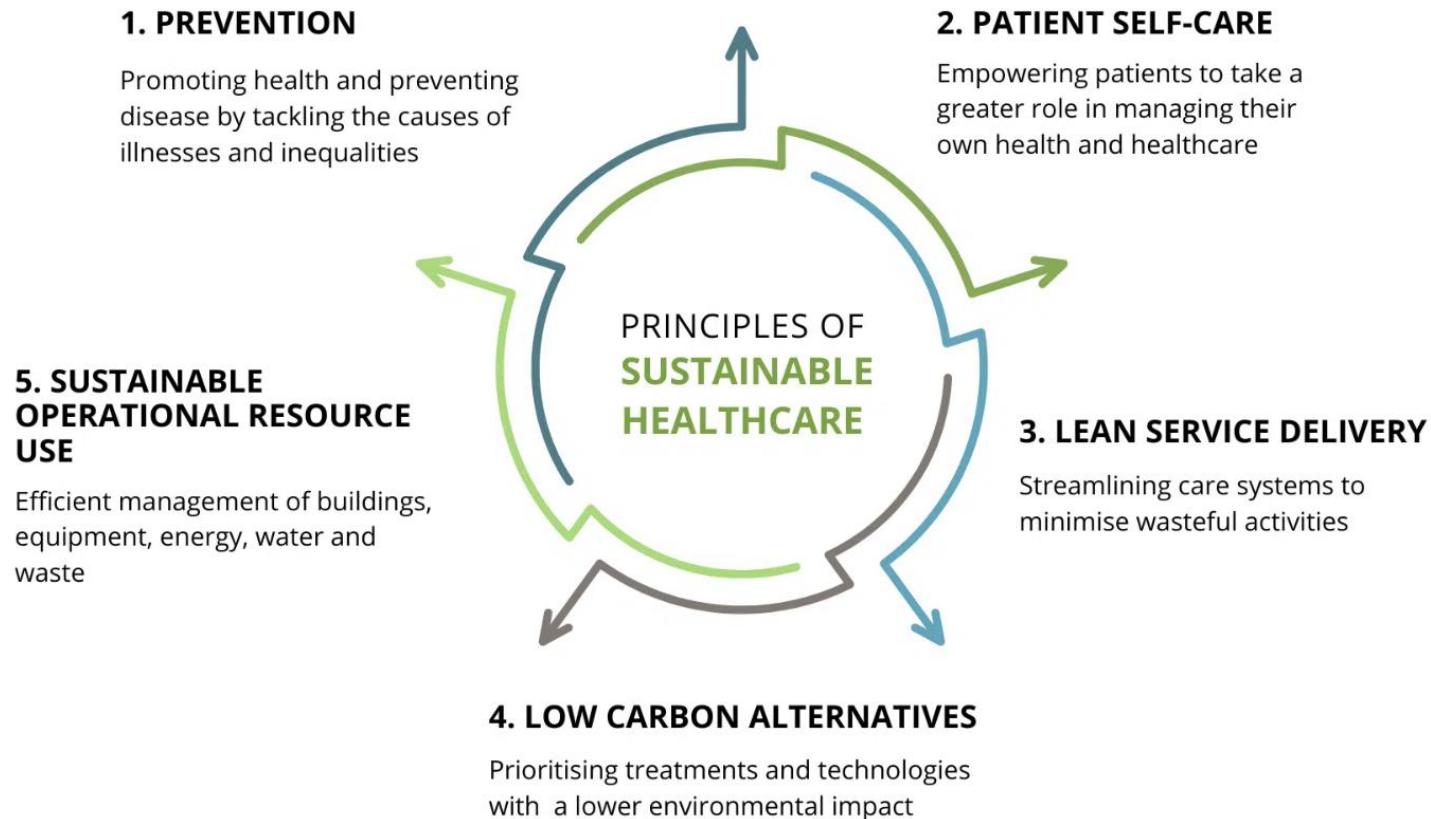 1. PREVENTION
Promoting health and preventing
disease by tackling the causes of
illnesses and inequalities
2. PATIENT SELF-CARE
Empowering patients to take a
greater role in managing their
own health and healthcare
PRINCIPLES OF
SUSTAINABLE
HEALTHCARE
3. LEAN SERVICE DELIVERY
Streamlining care systems to
minimise wasteful activities
4. LOW CARBON ALTERNATIVES
Prioritising treatments and technologies
with  a lower environmental impact
5. SUSTAINABLE
OPERATIONAL RESOURCE
USE
Efficient management of buildings,
equipment, energy, water and
waste